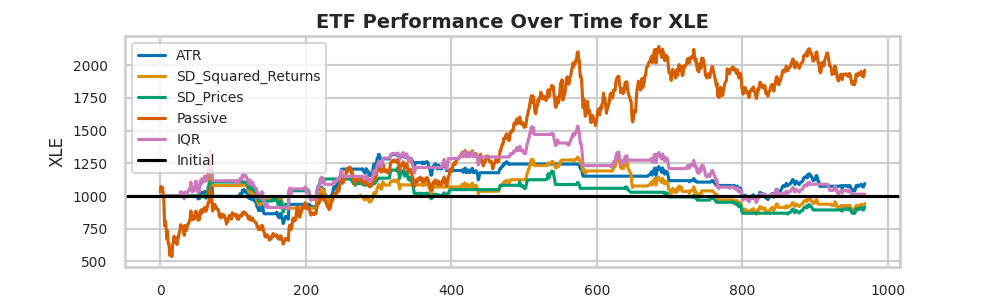 ETF Performance Over Time for XLE
XLE
2000
1750
1500
1250
1000
750
500
ATR
SD_Squared_Returns
SD_Prices
Passive
IQR
Initial
0 200 400 600 800 1000